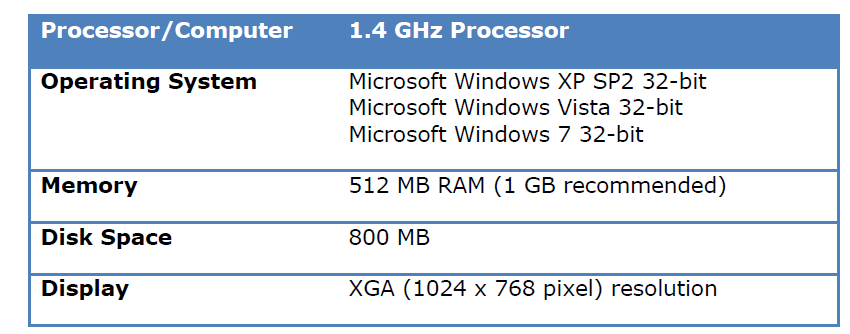 Processor/Computer 1.4 GHz Processor
Operating System Microsoft Windows XP SP2 32-bit
Microsoft Windows Vista 32-bit
Microsoft Windows 7 32-bit
Memory 512 MB RAM (1 GB recommended)
Disk Space 800 MB
Display XGA (1024 x 768 pixel) resolution